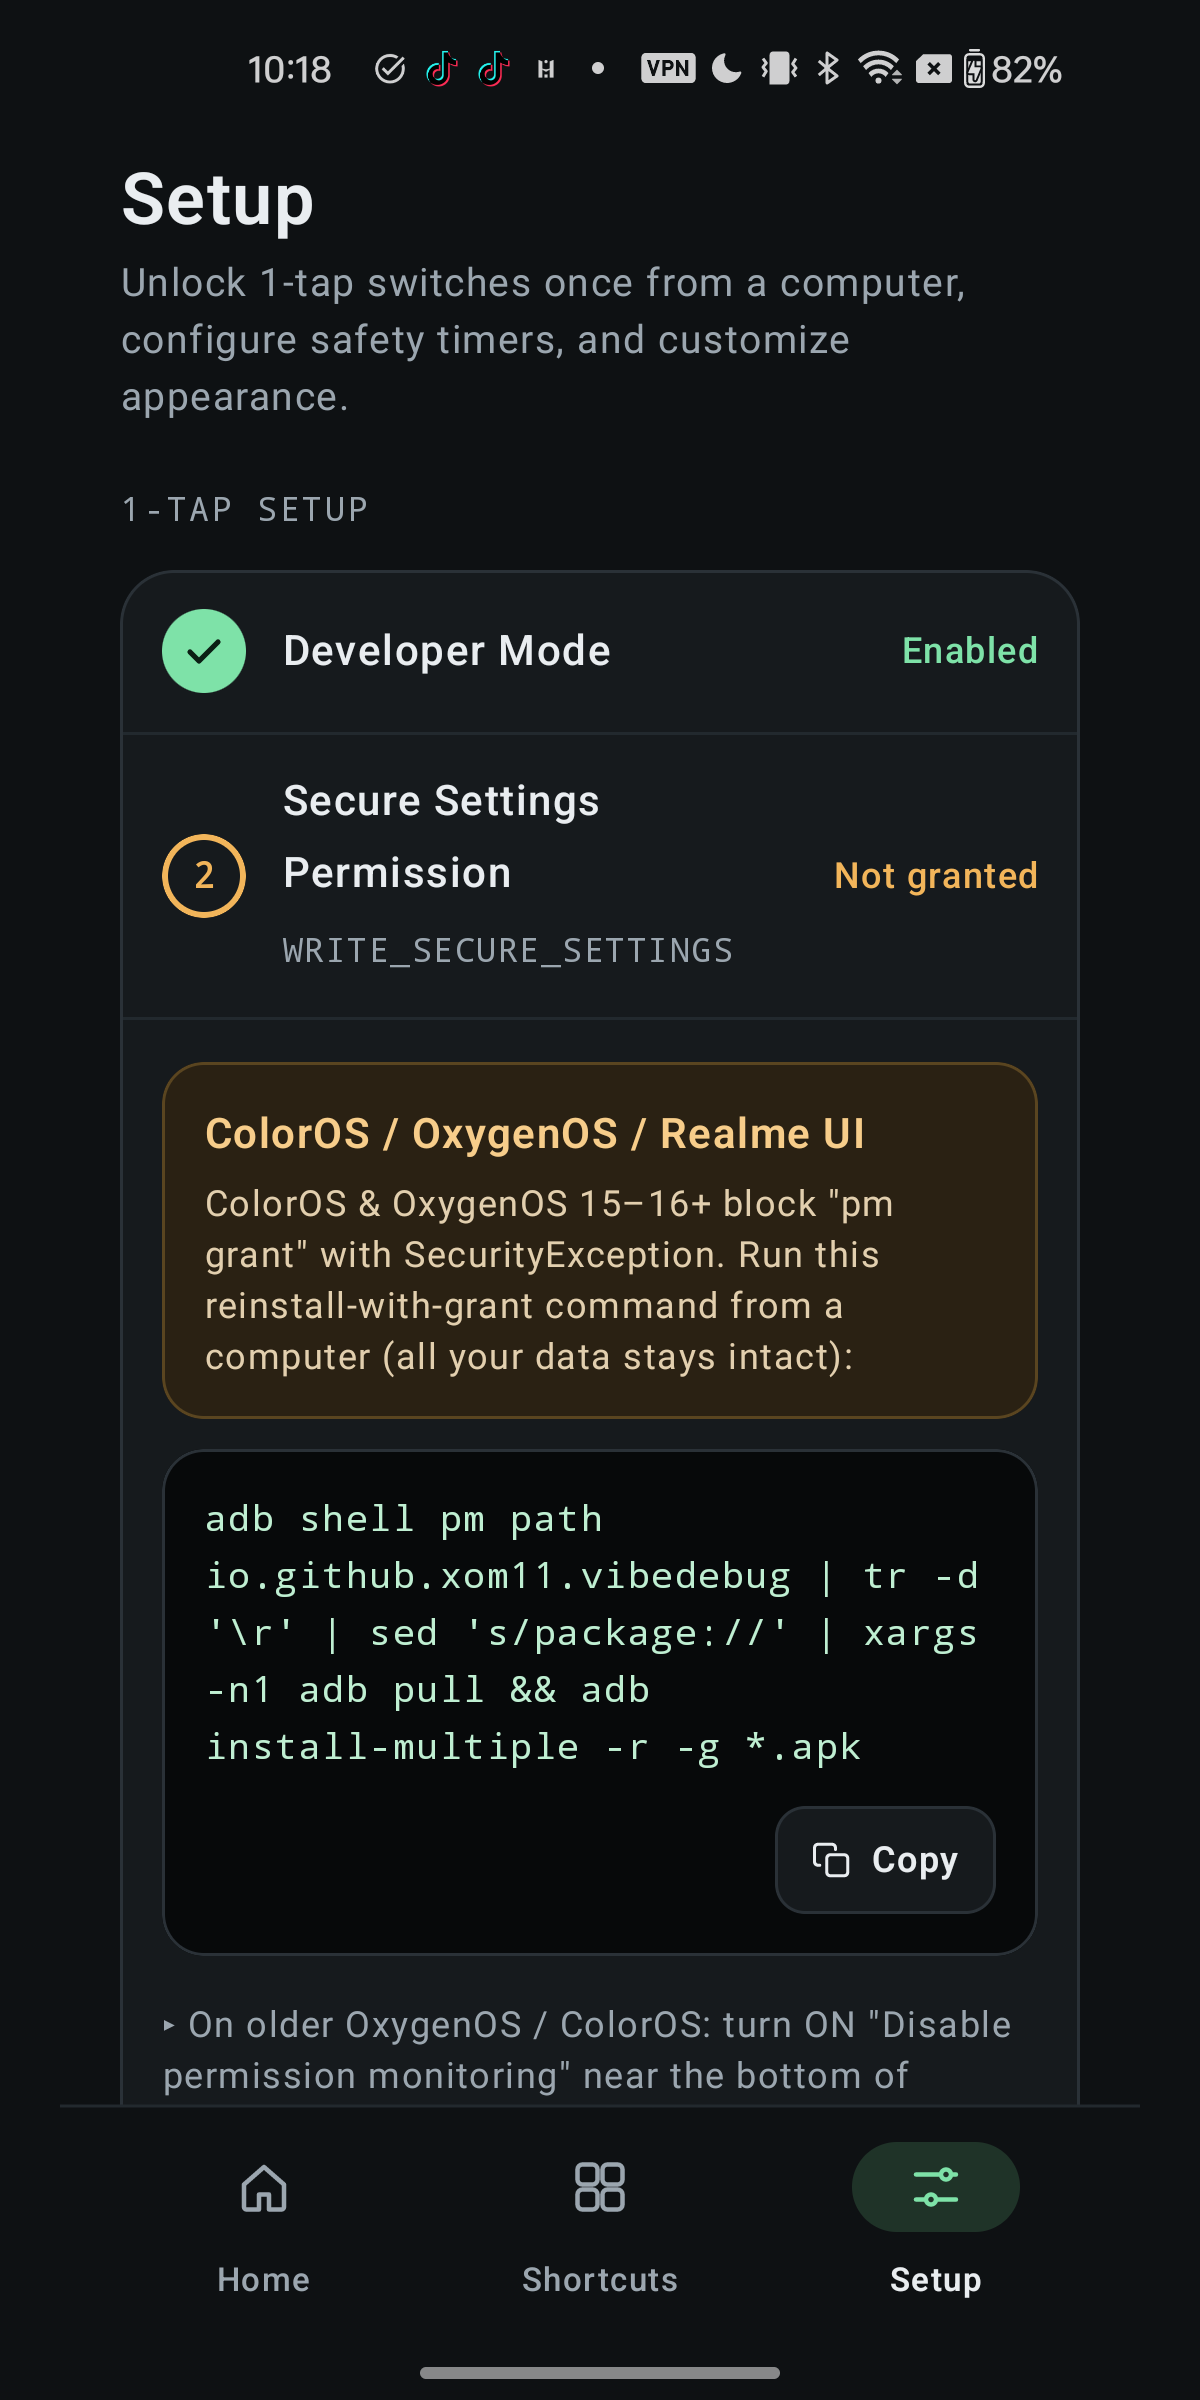 10:18 VPN 82%
Setup
Unlock 1-tap switches once from a computer,
configure safety timers, and customize
appearance.
1-TAP SETUP
Developer Mode Enabled
Secure Settings
Permission
2 Not granted
WRITE_SECURE_SETTINGS
ColorOS / OxygenOS / Realme UI
ColorOS & OxygenOS 15–16+ block "pm
grant" with SecurityException. Run this
reinstall-with-grant command from a
computer (all your data stays intact):
adb shell pm path
io.github.xom11.vibedebug | tr -d
'\r' | sed 's/package://' | xargs
-n1 adb pull && adb
install-multiple -r -g *.apk
Copy
▸ On older OxygenOS / ColorOS: turn ON "Disable
permission monitoring" near the bottom of
Home Shortcuts Setup